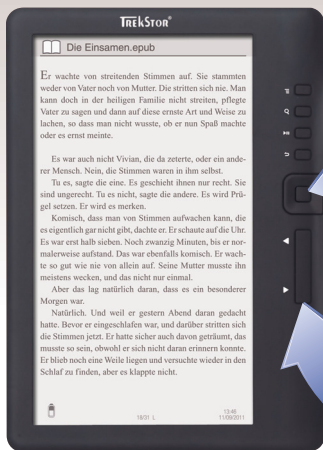 TREKSTOR®
Die Einsamen.epub
Er wachte von streitenden Stimmen auf. Sie stammten
weder von Vater noch von Mutter. Die stritten sich nie. Man
kann doch in der heiligen Familie nicht streiten, pflegte
Vater zu sagen und dann auf diese ernste Art und Weise zu
lachen, so dass man nicht wusste, ob er nun Spaß machte
oder es ernst meinte.
Es war auch nicht Vivian, die da zeterte, oder ein ande-
rer Mensch. Nein, die Stimmen waren in ihm selbst.
Tu es, sagte die eine. Es geschieht ihnen nur recht. Sie
sind ungerecht. Tu es nicht, sagte die andere. Es wird Prü-
gel setzen. Er wird es merken.
Komisch, dass man von Stimmen aufwachen kann, die
es eigentlich gar nicht gibt, dachte er. Er schaute auf die Uhr.
Es war erst halb sieben. Noch zwanzig Minuten, bis er nor-
malerweise aufstand. Das war ebenfalls komisch. Er wach-
te so gut wie nie von allein auf. Seine Mutter musste ihn
meistens wecken, und das nicht nur einmal.
Aber das lag natürlich daran, dass es ein besonderer
Morgen war.
Natürlich. Und weil er gestern Abend daran gedacht
hatte. Bevor er eingeschlafen war, und darüber stritten sich
die Stimmen jetzt. Er hatte sicher auch davon geträumt, das
musste so sein, obwohl er sich nicht daran erinnern konnte.
Er blieb noch eine Weile liegen und versuchte wieder in den
Schlaf zu finden, aber es klappte nicht.
16/31 L
13:46
11/09/2011